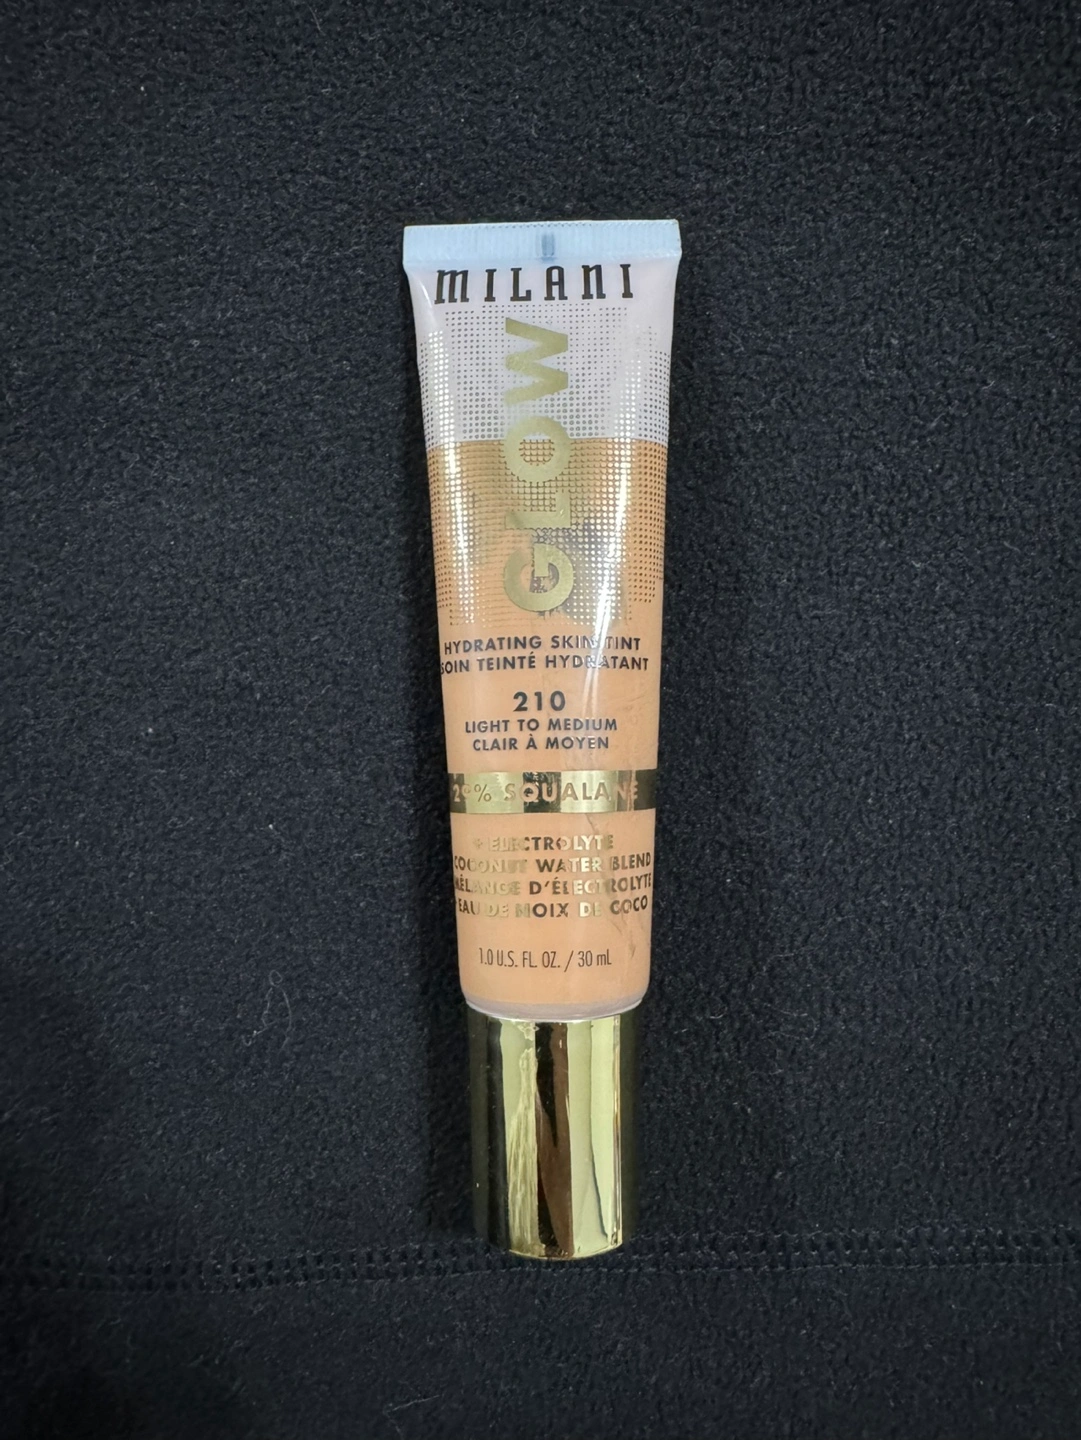 MILANI
GLOW
HYDRATING SKIN TINT
SOIN TEINTÉ HYDRATANT
210
LIGHT TO MEDIUM
CLAIR À MOYEN
SQUALANE
+ ELECTROLYTE
COCONUT WATER BLEND
MÉLANGE D'ÉLECTROLYTE
EAU DE NOIX DE COCO
1.0 U.S. FL. OZ. / 30 mL